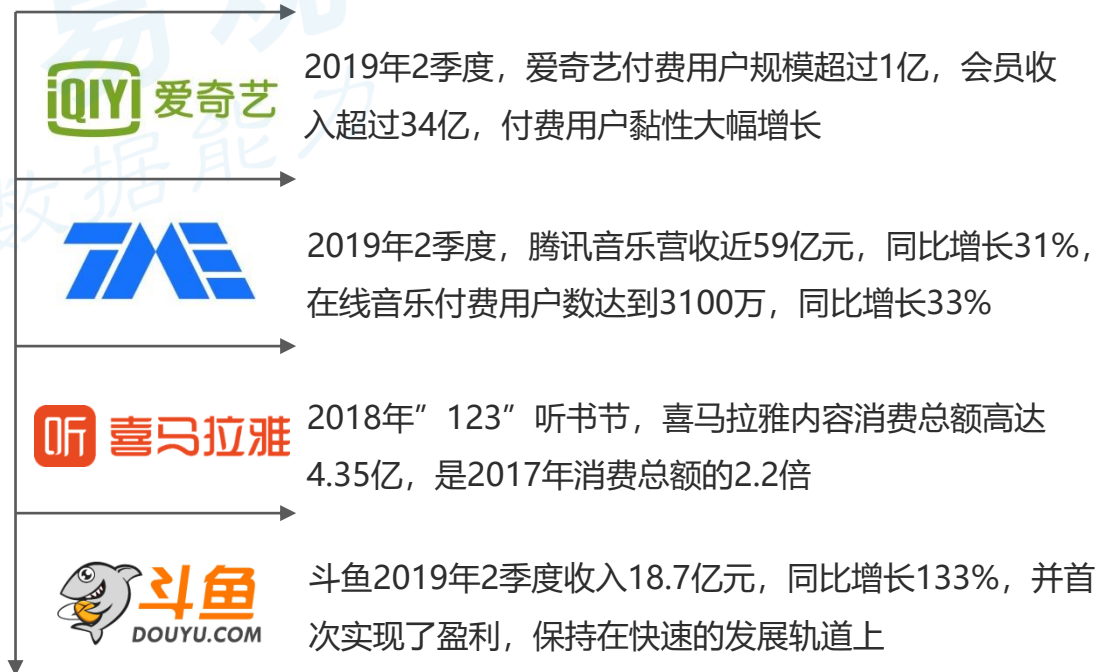 易观
数据能力
iQIYI 爱奇艺
2019年2季度，爱奇艺付费用户规模超过1亿，会员收
入超过34亿，付费用户黏性大幅增长
TME
2019年2季度，腾讯音乐营收近59亿元，同比增长31%，
在线音乐付费用户数达到3100万，同比增长33%
听 喜马拉雅
2018年”123”听书节，喜马拉雅内容消费总额高达
4.35亿，是2017年消费总额的2.2倍
斗鱼
DOUYU.COM
斗鱼2019年2季度收入18.7亿元，同比增长133%，并首
次实现了盈利，保持在快速的发展轨道上